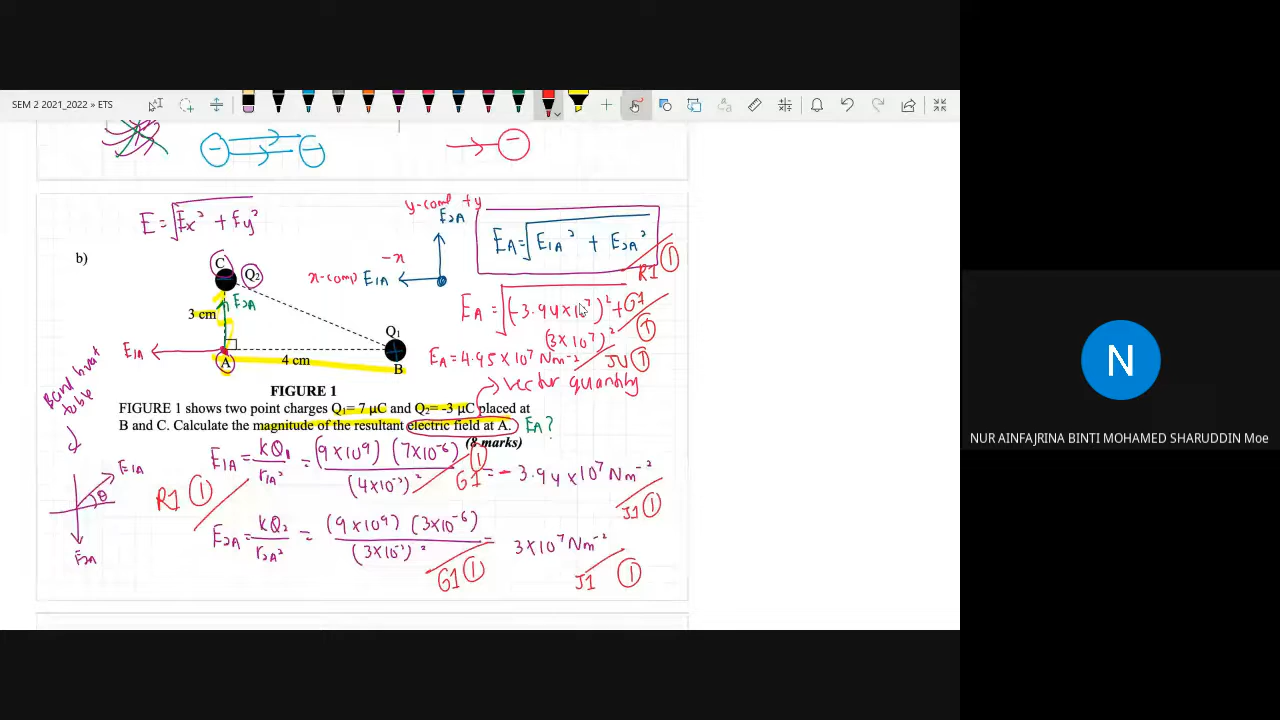 SEM 2 2021_2022 » ETS
E = √Ex² + Ey²
y-comp +y
E2A
-x
x-comp E1A
EA = √E1A² + E2A²
R1 ①
b)
C
Q2
E2A
3 cm
E1A
A
4 cm
Q1
B
EA = √(-3.94×10⁷)² +
(3×10⁷)²
G1 ①
EA = 4.95×10⁷ Nm⁻²
JU ①
→ vector quantity
FIGURE 1
FIGURE 1 shows two point charges Q1= 7 µC and Q2= -3 µC placed at
B and C. Calculate the magnitude of the resultant electric field at A.
EA?
(8 marks)
table
E1A
θ
E2A
R1 ①
E1A = kQ1/r1A² = (9×10⁹)(7×10⁻⁶)/(4×10⁻²)² = -3.94×10⁷ Nm⁻²
G1 ①
J1 ①
E2A = kQ2/r2A² = (9×10⁹)(3×10⁻⁶)/(3×10⁻²)² = 3×10⁷ Nm⁻²
G1 ①
J1 ①
N
NUR AINFAJRINA BINTI MOHAMED SHARUDDIN Moe